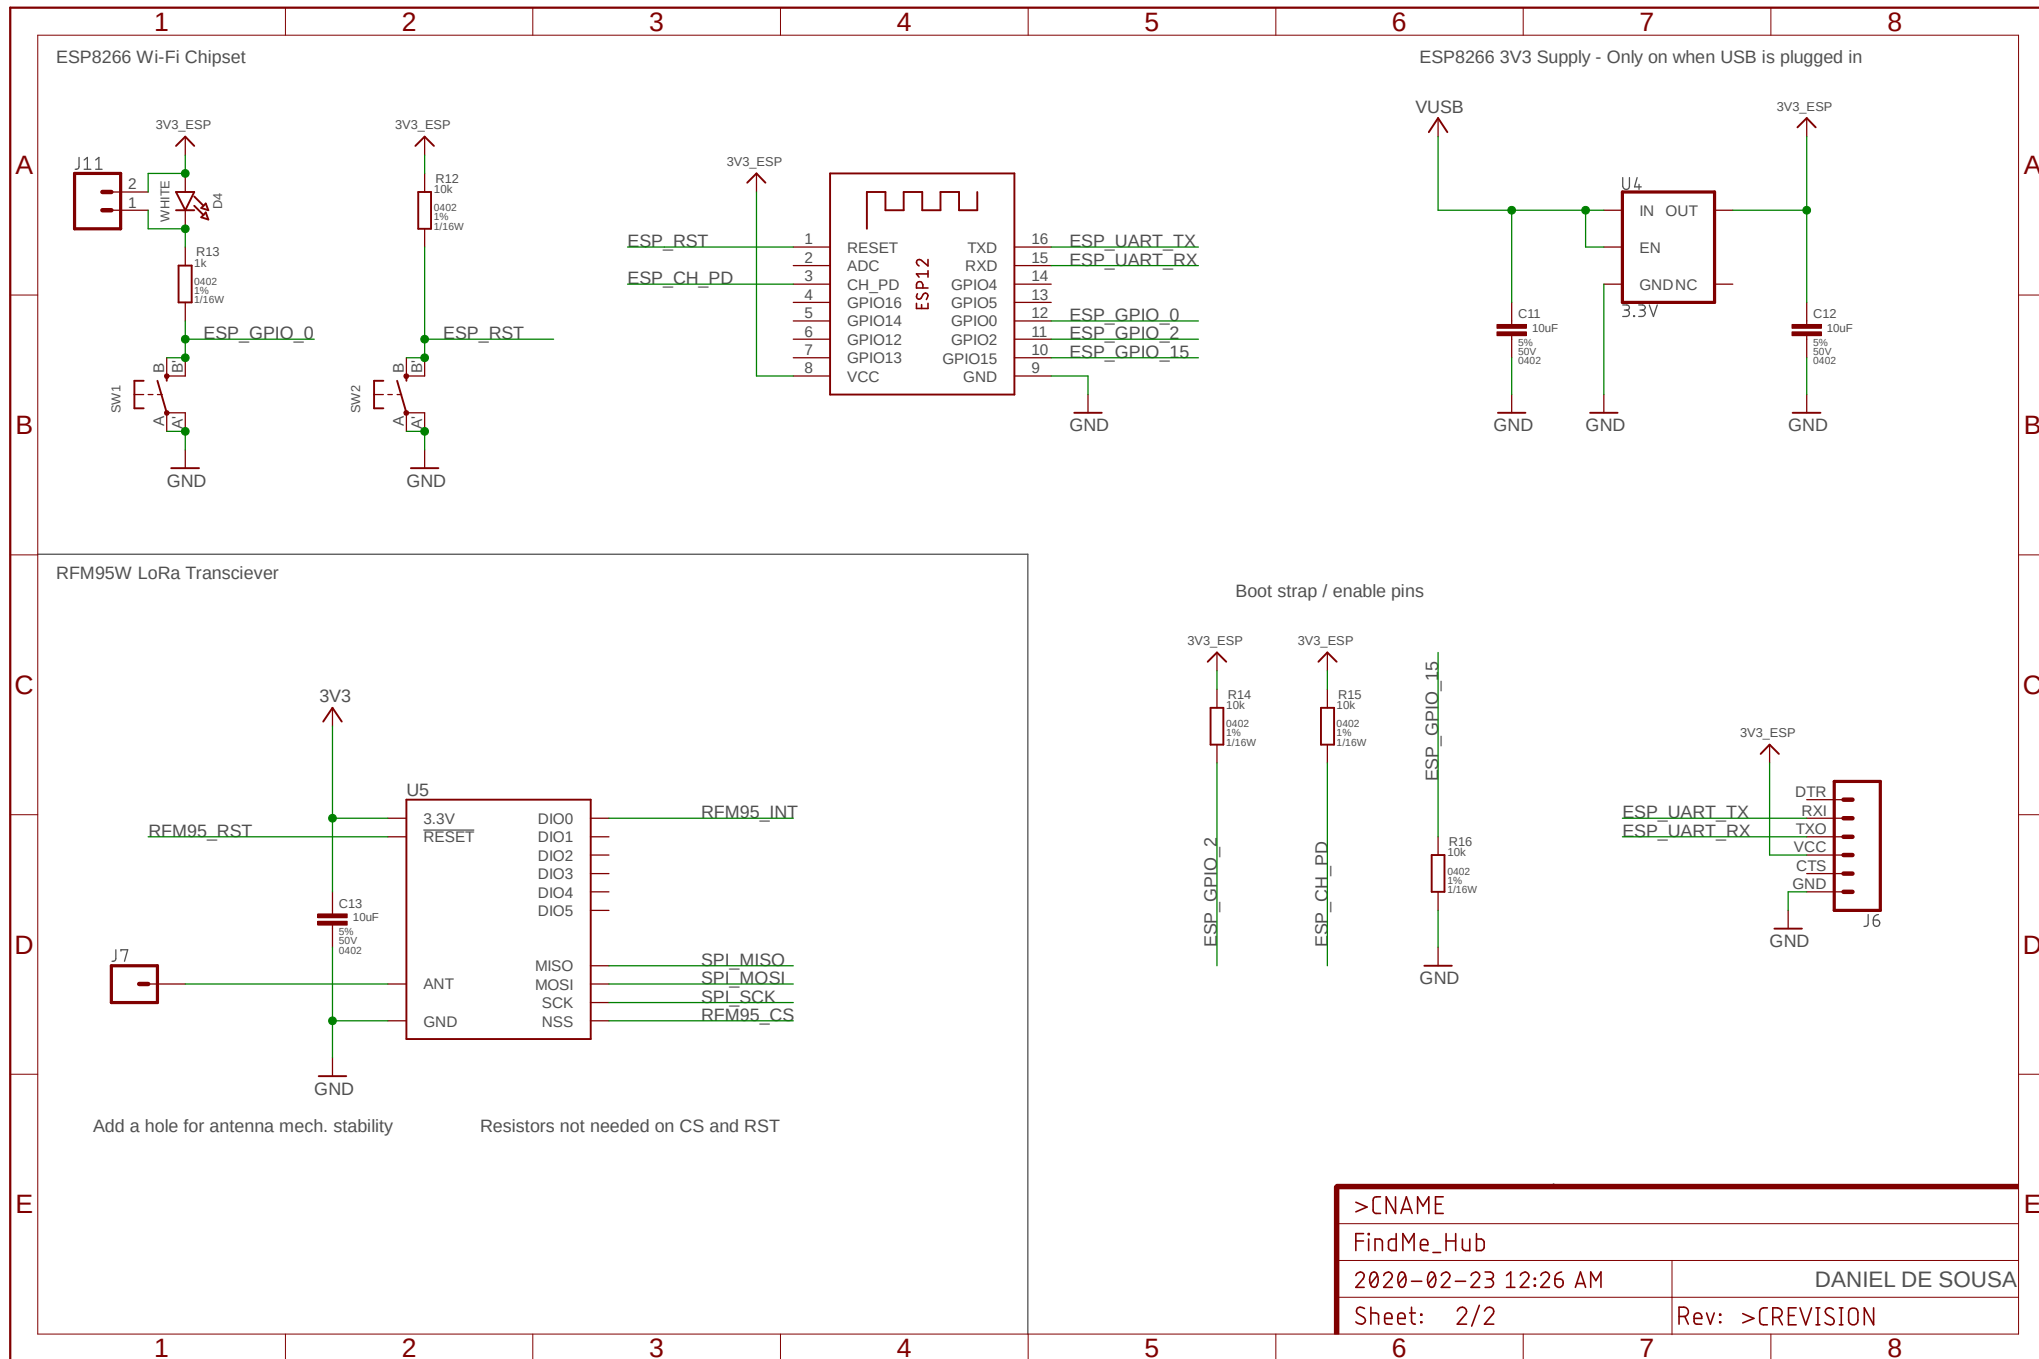 1 2 3 4 5 6 7 8
A
B
C
D
E
A
B
C
D
E
ESP8266 Wi-Fi Chipset
3V3_ESP
J11
2
1
WHITE
D4
R13
1k
0402
1%
1/16W
ESP_GPIO_0
SW1
B
B'
A
A'
GND
3V3_ESP
R12
10k
0402
1%
1/16W
ESP_RST
SW2
B
B'
A
A'
GND
3V3_ESP
ESP_RST
ESP_CH_PD
1 RESET
2 ADC
3 CH_PD
4 GPIO16
5 GPIO14
6 GPIO12
7 GPIO13
8 VCC
ESP12
TXD 16 ESP_UART_TX
RXD 15 ESP_UART_RX
GPIO4 14
GPIO5 13
GPIO0 12 ESP_GPIO_0
GPIO2 11 ESP_GPIO_2
GPIO15 10 ESP_GPIO_15
GND 9
GND
ESP8266 3V3 Supply - Only on when USB is plugged in
VUSB
3V3_ESP
U4
IN OUT
EN
GND NC
3.3V
C11
10uF
5%
50V
0402
GND
GND
C12
10uF
5%
50V
0402
GND
RFM95W LoRa Transciever
3V3
U5
RFM95_RST
3.3V
RESET
ANT
GND
DIO0 RFM95_INT
DIO1
DIO2
DIO3
DIO4
DIO5
MISO SPI_MISO
MOSI SPI_MOSI
SCK SPI_SCK
NSS RFM95_CS
C13
10uF
5%
50V
0402
J7
GND
Add a hole for antenna mech. stability
Resistors not needed on CS and RST
Boot strap / enable pins
3V3_ESP
R14
10k
0402
1%
1/16W
ESP_GPIO_2
3V3_ESP
R15
10k
0402
1%
1/16W
ESP_CH_PD
ESP_GPIO_15
R16
10k
0402
1%
1/16W
GND
3V3_ESP
ESP_UART_TX
ESP_UART_RX
DTR
RXI
TXO
VCC
CTS
GND
J6
GND
>CNAME
FindMe_Hub
2020-02-23 12:26 AM
DANIEL DE SOUSA
Sheet: 2/2
Rev: >CREVISION
1 2 3 4 5 6 7 8